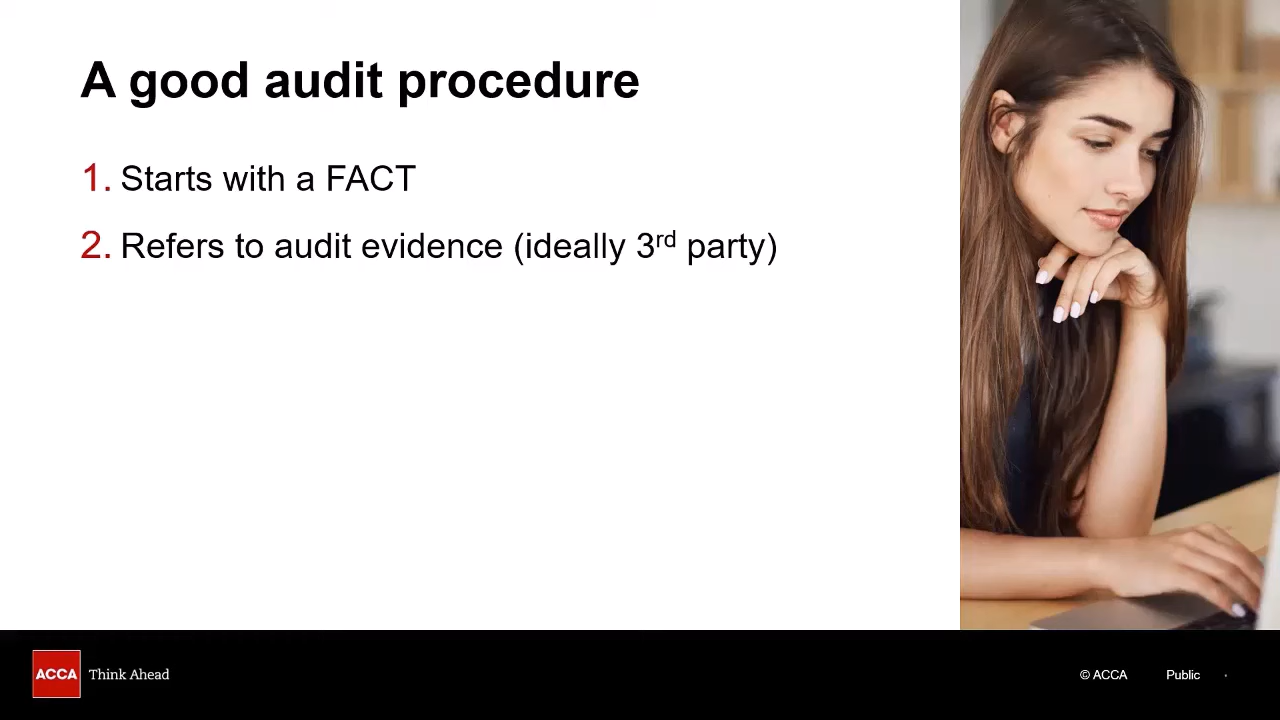 A good audit procedure
1. Starts with a FACT
2. Refers to audit evidence (ideally 3rd party)
ACCA Think Ahead
© ACCA Public